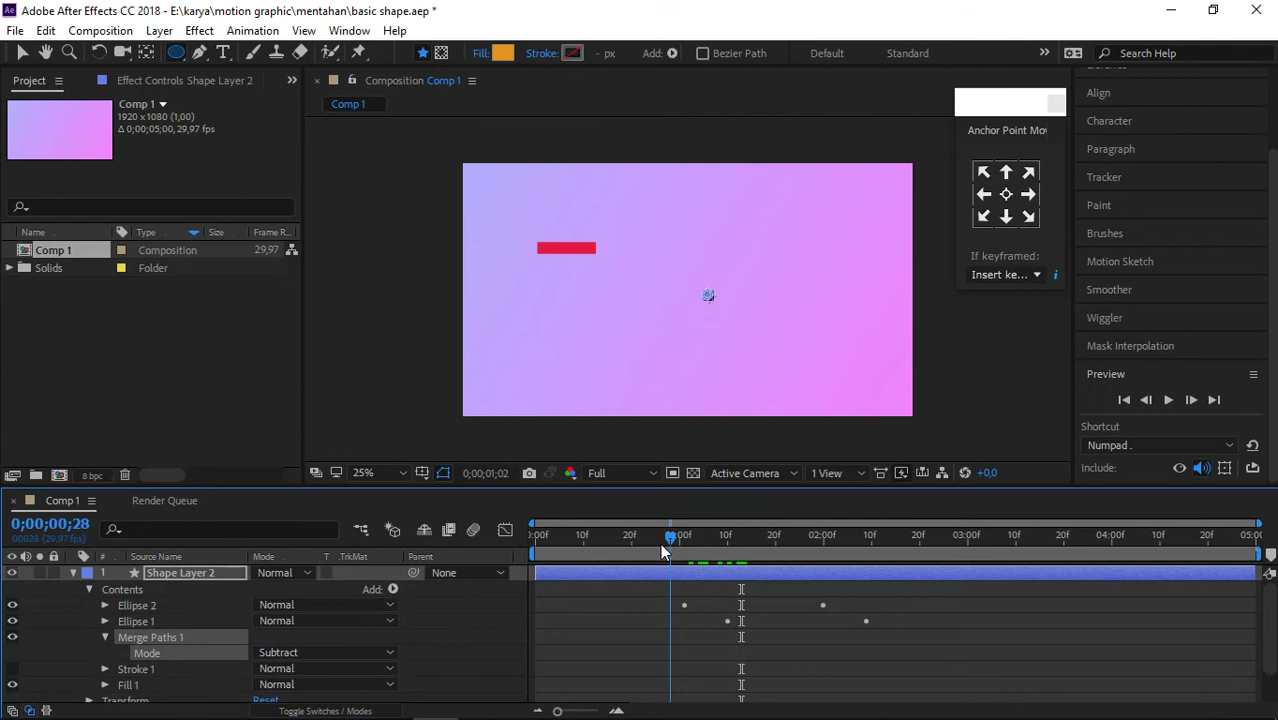 Adobe After Effects CC 2018 - E:\karya\motion graphic\mentahan\basic shape.aep *
File Edit Composition Layer Effect Animation View Window Help
Fill: Stroke: - px Add: Bezier Path Default Standard Search Help
Project Effect Controls Shape Layer 2 Composition Comp 1
Comp 1
1920 x 1080 (1,00)
Δ 0;00;05;00, 29,97 fps
Comp 1
Name Type Size Frame R...
Comp 1 Composition 29,97
Solids Folder
8 bpc
25% 0;00;01;02 Full Active Camera 1 View +0,0
Anchor Point Mov
If keyframed:
Insert ke...
Align
Character
Paragraph
Tracker
Paint
Brushes
Motion Sketch
Smoother
Wiggler
Mask Interpolation
Preview
Shortcut
Numpad .
Include:
Comp 1 Render Queue
0;00;00;28
00028 (29.97 fps)
# Source Name Mode T .TrkMat Parent
0:00f 10f 20f 0:00f 10f 20f 02:00f 10f 20f 03:00f 10f 20f 04:00f 10f 20f 05:00
1 Shape Layer 2 Normal None
Contents Add:
Ellipse 2 Normal
Ellipse 1 Normal
Merge Paths 1
Mode Subtract
Stroke 1 Normal
Fill 1 Normal
Transform Reset
Toggle Switches / Modes